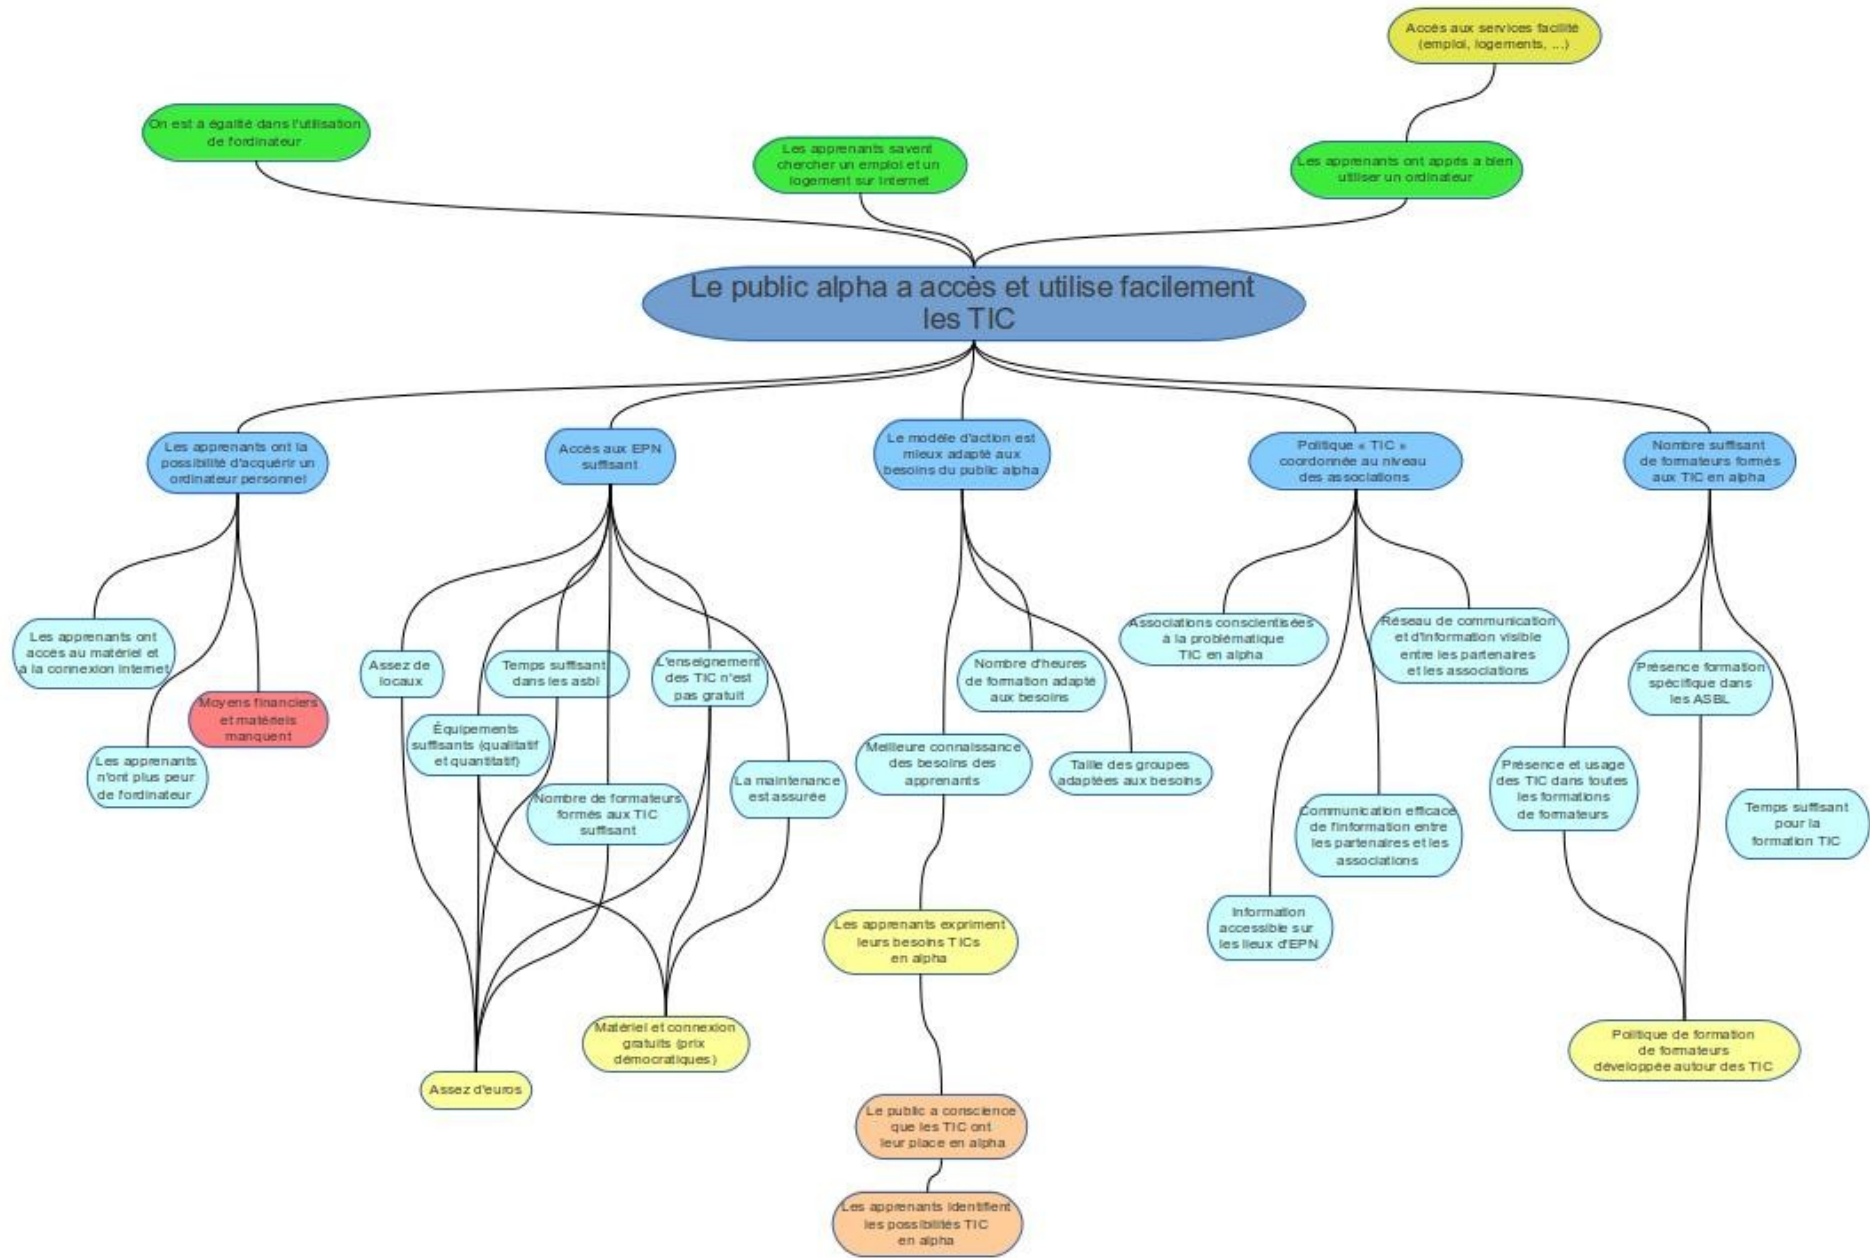 Accès aux services facilité
(emploi, logements, ...)
On est a égalité dans l'utilisation
de l'ordinateur
Les apprenants savent
chercher un emploi et un
logement sur internet
Les apprenants ont appris a bien
utiliser un ordinateur
Le public alpha a accès et utilise facilement
les TIC
Les apprenants ont la
possibilité d'acquérir un
ordinateur personnel
Accès aux EPN
suffisant
Le modèle d'action est
mieux adapté aux
besoins du public alpha
Politique « TIC »
coordonnée au niveau
des associations
Nombre suffisant
de formateurs formés
aux TIC en alpha
Les apprenants ont
accès au matériel et
à la connexion internet
Moyens financiers
et matériels
manquent
Les apprenants
n'ont plus peur
de l'ordinateur
Assez de
locaux
Temps suffisant
dans les asbl
L'enseignement
des TIC n'est
pas gratuit
Équipements
suffisants (qualitatif
et quantitatif)
Nombre de formateurs
formés aux TIC
suffisant
La maintenance
est assurée
Nombre d'heures
de formation adapté
aux besoins
Meilleure connaissance
des besoins des
apprenants
Taille des groupes
adaptées aux besoins
Associations conscientisées
à la problématique
TIC en alpha
Réseau de communication
et d'information visible
entre les partenaires
et les associations
Communication efficace
de l'information entre
les partenaires et les
associations
Information
accessible sur
les lieux d'EPN
Présence formation
spécifique dans
les ASBL
Présence et usage
des TIC dans toutes
les formations
de formateurs
Temps suffisant
pour la
formation TIC
Les apprenants expriment
leurs besoins TICs
en alpha
Matériel et connexion
gratuits (prix
démocratiques)
Assez d'euros
Politique de formation
de formateurs
développée autour des TIC
Le public a conscience
que les TIC ont
leur place en alpha
Les apprenants identifient
les possibilités TIC
en alpha